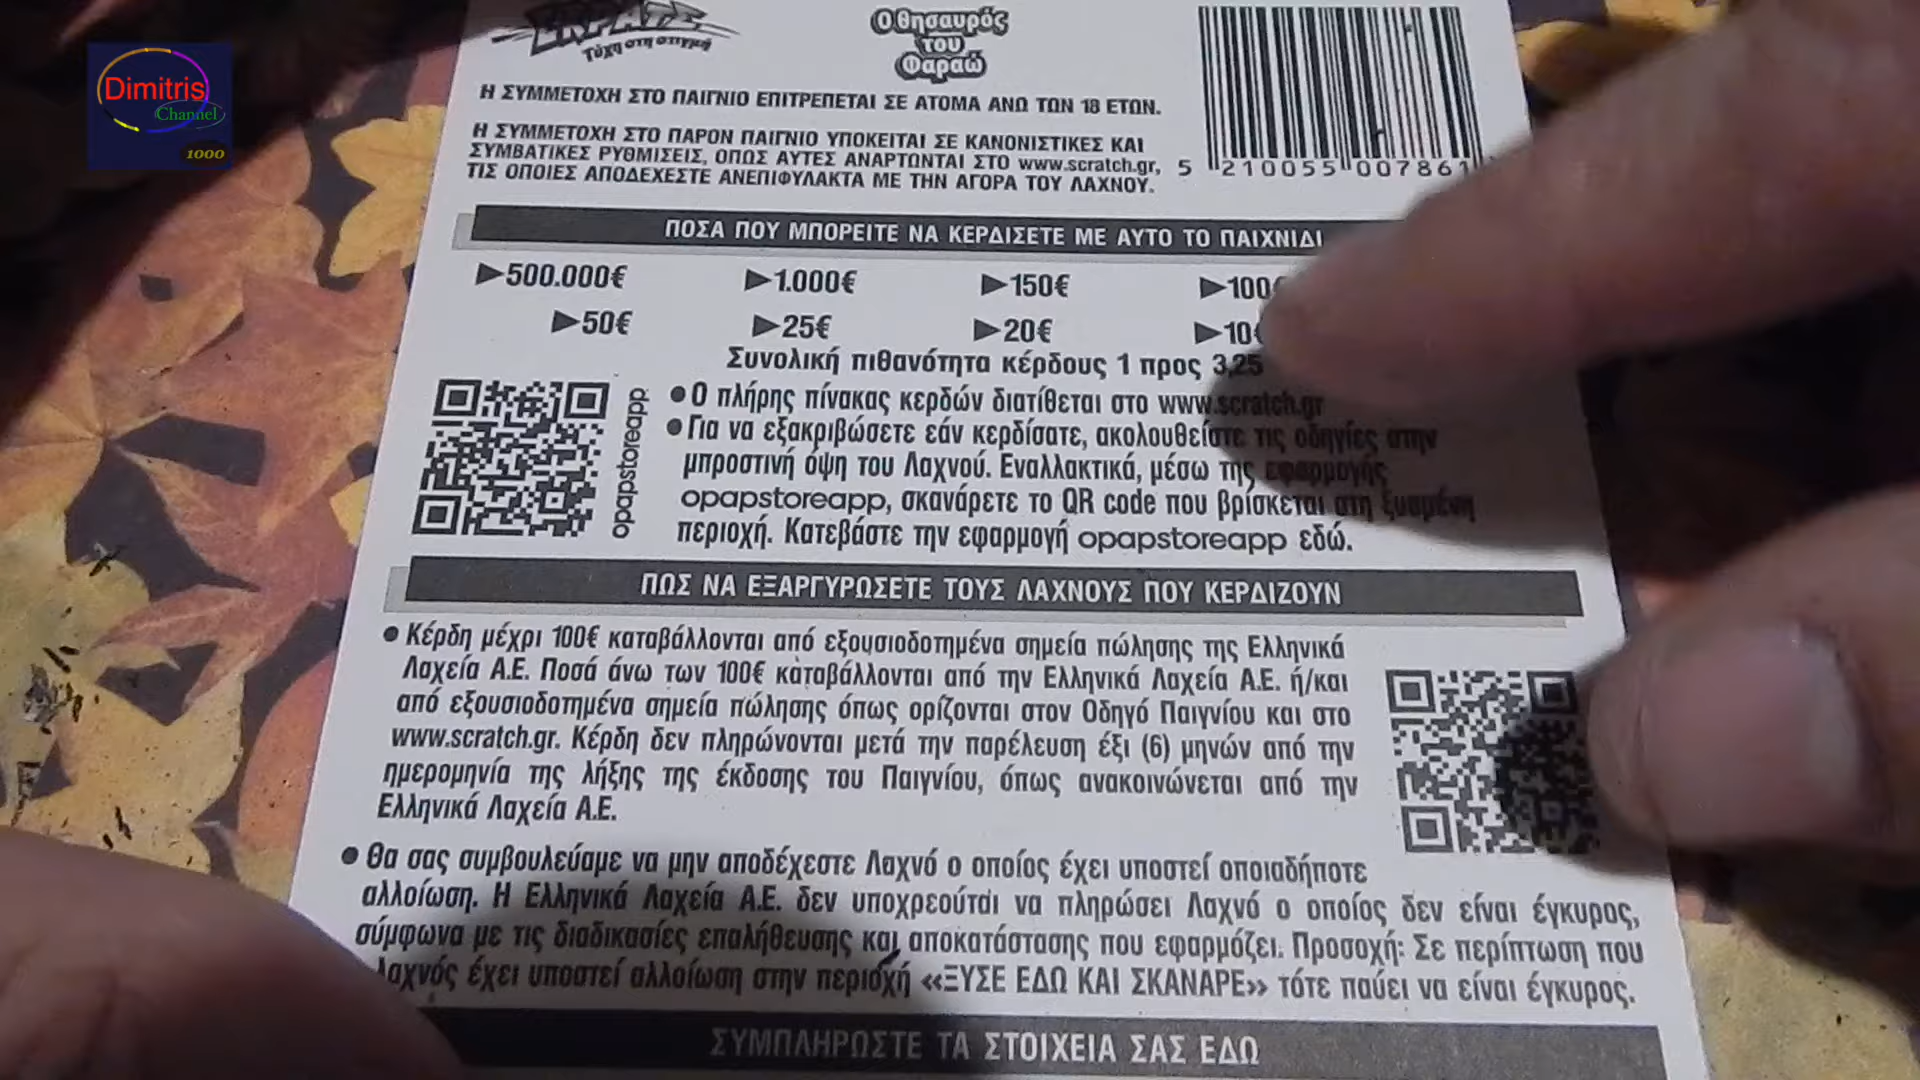 Dimitris
Channel
1000
ΣΚΡΑΤΣ
Τύχη στη στιγμή
Ο θησαυρός
του
Φαραώ
Η ΣΥΜΜΕΤΟΧΗ ΣΤΟ ΠΑΙΓΝΙΟ ΕΠΙΤΡΕΠΕΤΑΙ ΣΕ ΑΤΟΜΑ ΑΝΩ ΤΩΝ 18 ΕΤΩΝ.
Η ΣΥΜΜΕΤΟΧΗ ΣΤΟ ΠΑΡΟΝ ΠΑΙΓΝΙΟ ΥΠΟΚΕΙΤΑΙ ΣΕ ΚΑΝΟΝΙΣΤΙΚΕΣ ΚΑΙ
ΣΥΜΒΑΤΙΚΕΣ ΡΥΘΜΙΣΕΙΣ, ΟΠΩΣ ΑΥΤΕΣ ΑΝΑΡΤΩΝΤΑΙ ΣΤΟ www.scratch.gr,
ΤΙΣ ΟΠΟΙΕΣ ΑΠΟΔΕΧΕΣΤΕ ΑΝΕΠΙΦΥΛΑΚΤΑ ΜΕ ΤΗΝ ΑΓΟΡΑ ΤΟΥ ΛΑΧΝΟΥ.
5 210055 007861
ΠΟΣΑ ΠΟΥ ΜΠΟΡΕΙΤΕ ΝΑ ΚΕΡΔΙΣΕΤΕ ΜΕ ΑΥΤΟ ΤΟ ΠΑΙΧΝΙΔΙ
▶500.000€ ▶1.000€ ▶150€ ▶100€
▶50€ ▶25€ ▶20€ ▶10€
Συνολική πιθανότητα κέρδους 1 προς 3,25
● Ο πλήρης πίνακας κερδών διατίθεται στο www.scratch.gr
● Για να εξακριβώσετε εάν κερδίσατε, ακολουθείστε τις οδηγίες στην
μπροστινή όψη του Λαχνού. Εναλλακτικά, μέσω της εφαρμογής
opapstoreapp, σκανάρετε το QR code που βρίσκεται στη ξυσμένη
περιοχή. Κατεβάστε την εφαρμογή opapstoreapp εδώ.
opapstoreapp
ΠΩΣ ΝΑ ΕΞΑΡΓΥΡΩΣΕΤΕ ΤΟΥΣ ΛΑΧΝΟΥΣ ΠΟΥ ΚΕΡΔΙΖΟΥΝ
● Κέρδη μέχρι 100€ καταβάλλονται από εξουσιοδοτημένα σημεία πώλησης της Ελληνικά
Λαχεία Α.Ε. Ποσά άνω των 100€ καταβάλλονται από την Ελληνικά Λαχεία Α.Ε. ή/και
από εξουσιοδοτημένα σημεία πώλησης όπως ορίζονται στον Οδηγό Παιγνίου και στο
www.scratch.gr. Κέρδη δεν πληρώνονται μετά την παρέλευση έξι (6) μηνών από την
ημερομηνία της λήξης της έκδοσης του Παιγνίου, όπως ανακοινώνεται από την
Ελληνικά Λαχεία Α.Ε.
● Θα σας συμβουλεύαμε να μην αποδέχεστε Λαχνό ο οποίος έχει υποστεί οποιαδήποτε
αλλοίωση. Η Ελληνικά Λαχεία Α.Ε. δεν υποχρεούται να πληρώσει Λαχνό ο οποίος δεν είναι έγκυρος,
σύμφωνα με τις διαδικασίες επαλήθευσης και αποκατάστασης που εφαρμόζει. Προσοχή: Σε περίπτωση που
Λαχνός έχει υποστεί αλλοίωση στην περιοχή «ΞΥΣΕ ΕΔΩ ΚΑΙ ΣΚΑΝΑΡΕ» τότε παύει να είναι έγκυρος.
ΣΥΜΠΛΗΡΩΣΤΕ ΤΑ ΣΤΟΙΧΕΙΑ ΣΑΣ ΕΔΩ